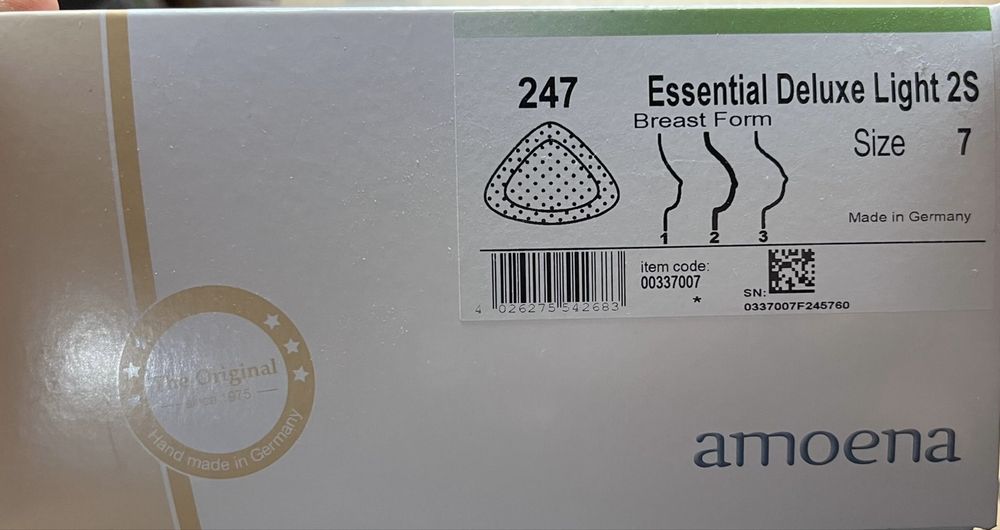 247
Essential Deluxe Light 2S
Breast Form
Size 7
1 2 3
Made in Germany
item code:
00337007
*
SN:
0337007F245760
4 026275 542683
The Original
since 1975
Hand made in Germany
amoena